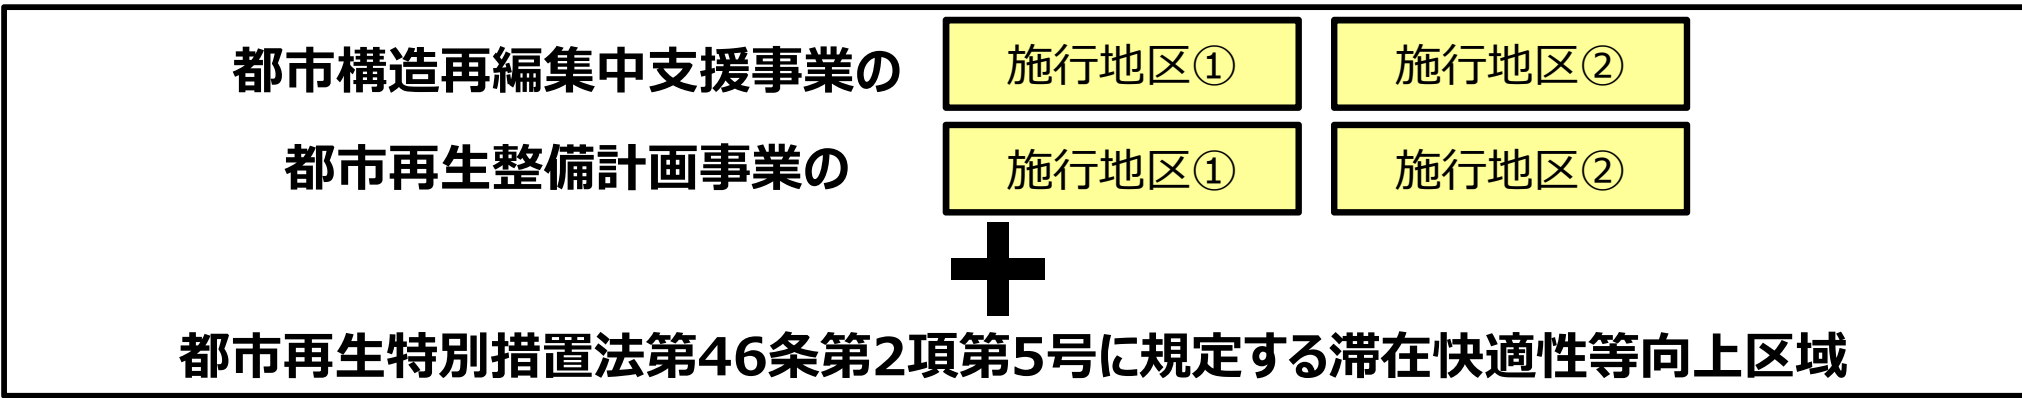 都市構造再編集中支援事業の 施行地区① 施行地区②
都市再生整備計画事業の 施行地区① 施行地区②
+
都市再生特別措置法第46条第2項第5号に規定する滞在快適性等向上区域